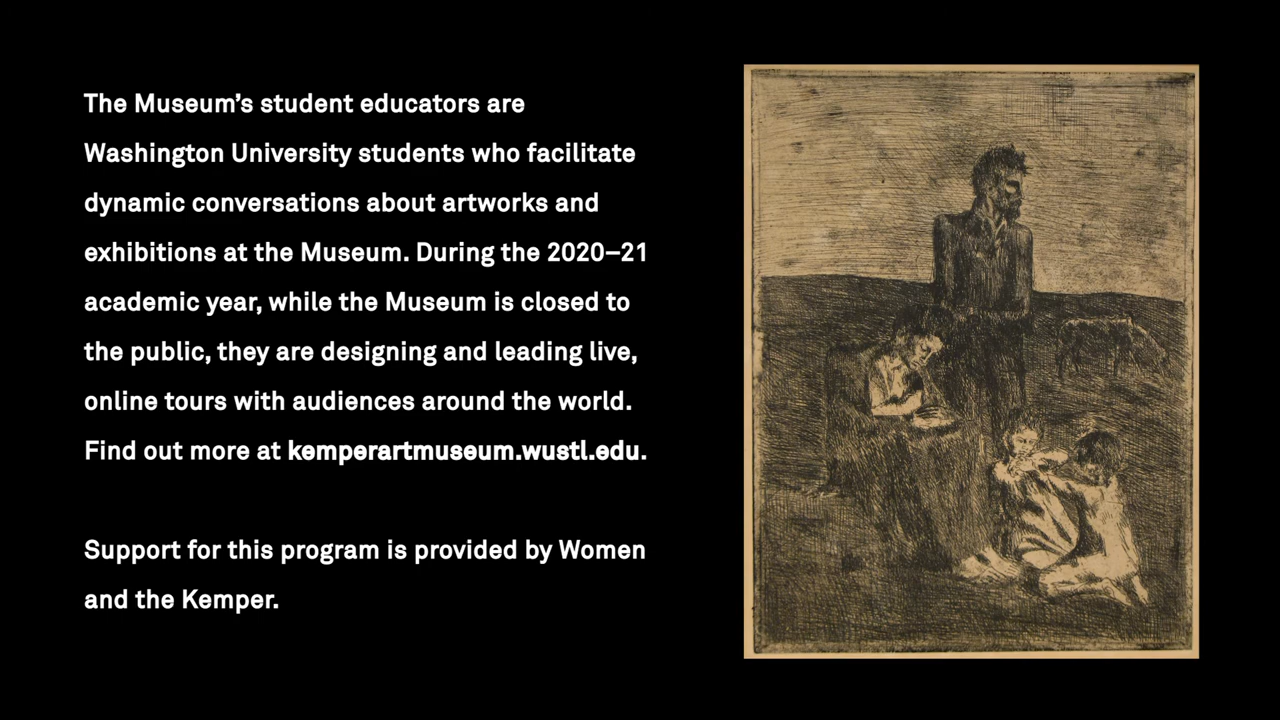 The Museum’s student educators are
Washington University students who facilitate
dynamic conversations about artworks and
exhibitions at the Museum. During the 2020–21
academic year, while the Museum is closed to
the public, they are designing and leading live,
online tours with audiences around the world.
Find out more at kemperartmuseum.wustl.edu.
Support for this program is provided by Women
and the Kemper.